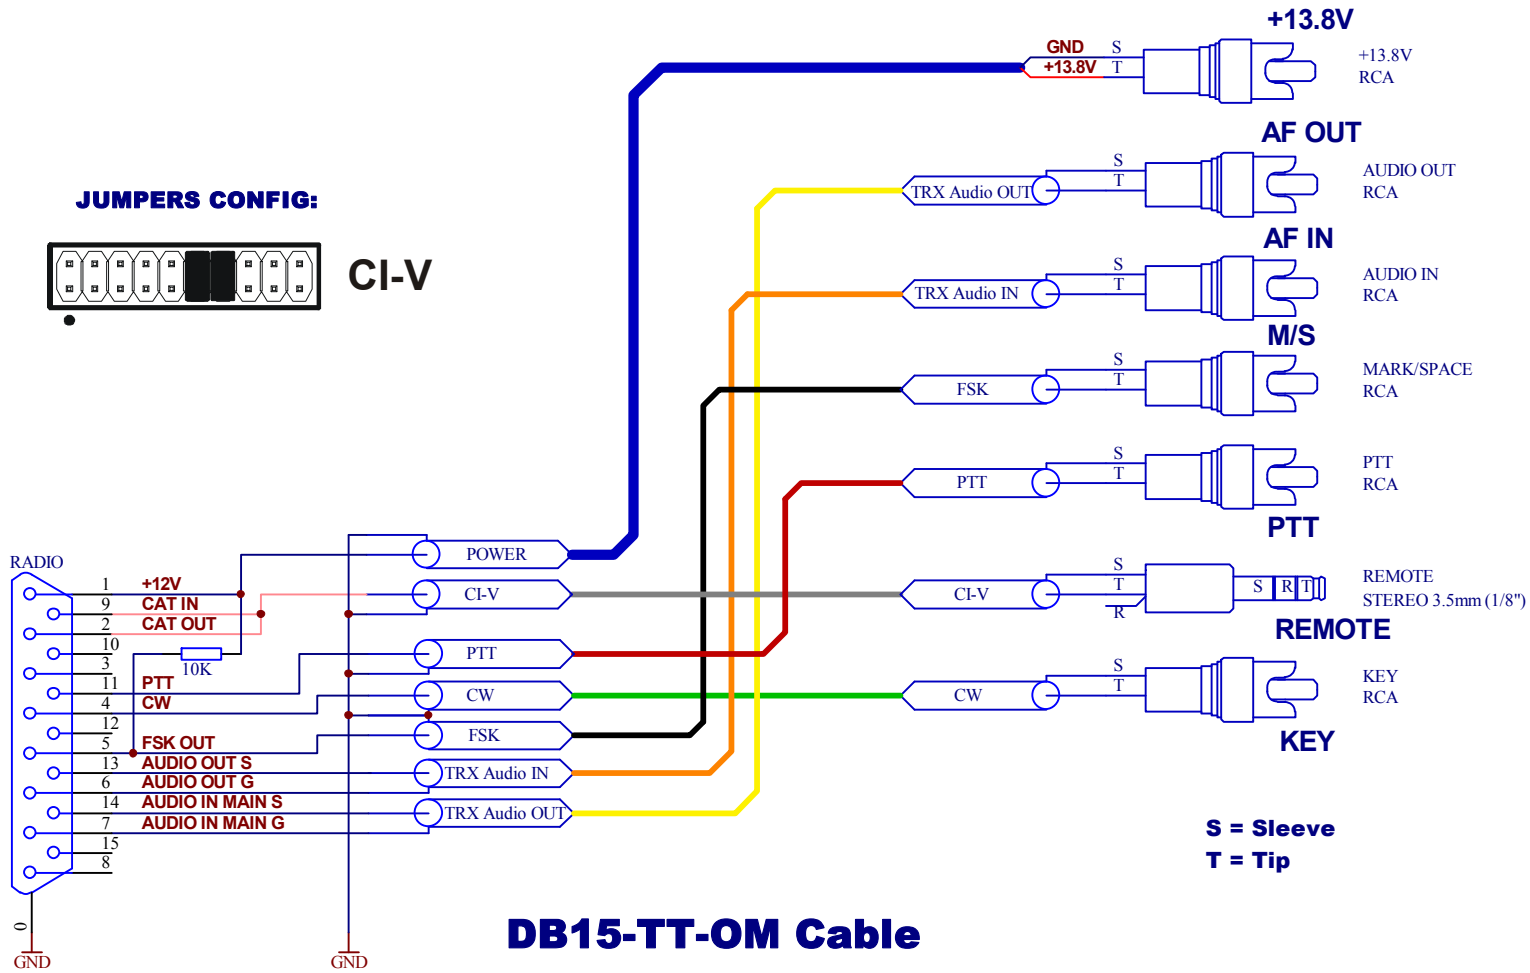 +13.8V
GND S
+13.8V T
+13.8V
RCA
AF OUT
S
T
TRX Audio OUT
AUDIO OUT
RCA
JUMPERS CONFIG:
CI-V
AF IN
S
T
TRX Audio IN
AUDIO IN
RCA
M/S
S
T
FSK
MARK/SPACE
RCA
S
T
PTT
PTT
RCA
PTT
RADIO
POWER
CI-V
CI-V
S
T
R
S R T
REMOTE
STEREO 3.5mm (1/8")
REMOTE
1 +12V
9 CAT IN
2 CAT OUT
10
3
10K
11 PTT
4 CW
12
5 FSK OUT
13 AUDIO OUT S
6 AUDIO OUT G
14 AUDIO IN MAIN S
7 AUDIO IN MAIN G
15
8
PTT
CW
FSK
TRX Audio IN
TRX Audio OUT
CW
S
T
KEY
RCA
KEY
S = Sleeve
T = Tip
0
GND
GND
DB15-TT-OM Cable